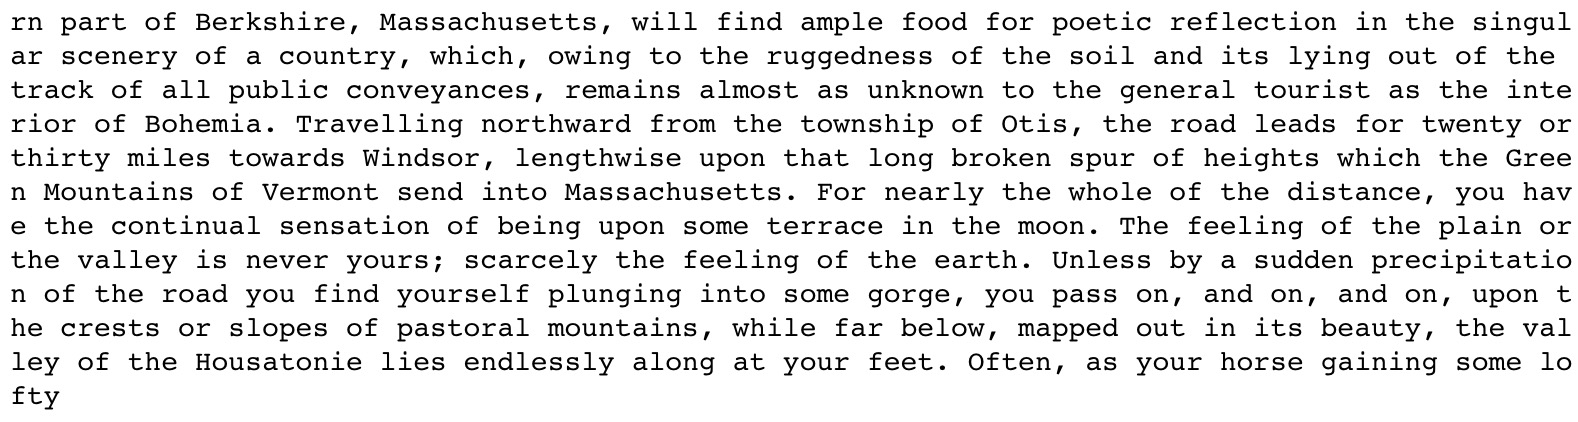 rn part of Berkshire, Massachusetts, will find ample food for poetic reflection in the singul
ar scenery of a country, which, owing to the ruggedness of the soil and its lying out of the
track of all public conveyances, remains almost as unknown to the general tourist as the inte
rior of Bohemia. Travelling northward from the township of Otis, the road leads for twenty or
thirty miles towards Windsor, lengthwise upon that long broken spur of heights which the Gree
n Mountains of Vermont send into Massachusetts. For nearly the whole of the distance, you hav
e the continual sensation of being upon some terrace in the moon. The feeling of the plain or
the valley is never yours; scarcely the feeling of the earth. Unless by a sudden precipitatio
n of the road you find yourself plunging into some gorge, you pass on, and on, and on, upon t
he crests or slopes of pastoral mountains, while far below, mapped out in its beauty, the val
ley of the Housatonie lies endlessly along at your feet. Often, as your horse gaining some lo
fty